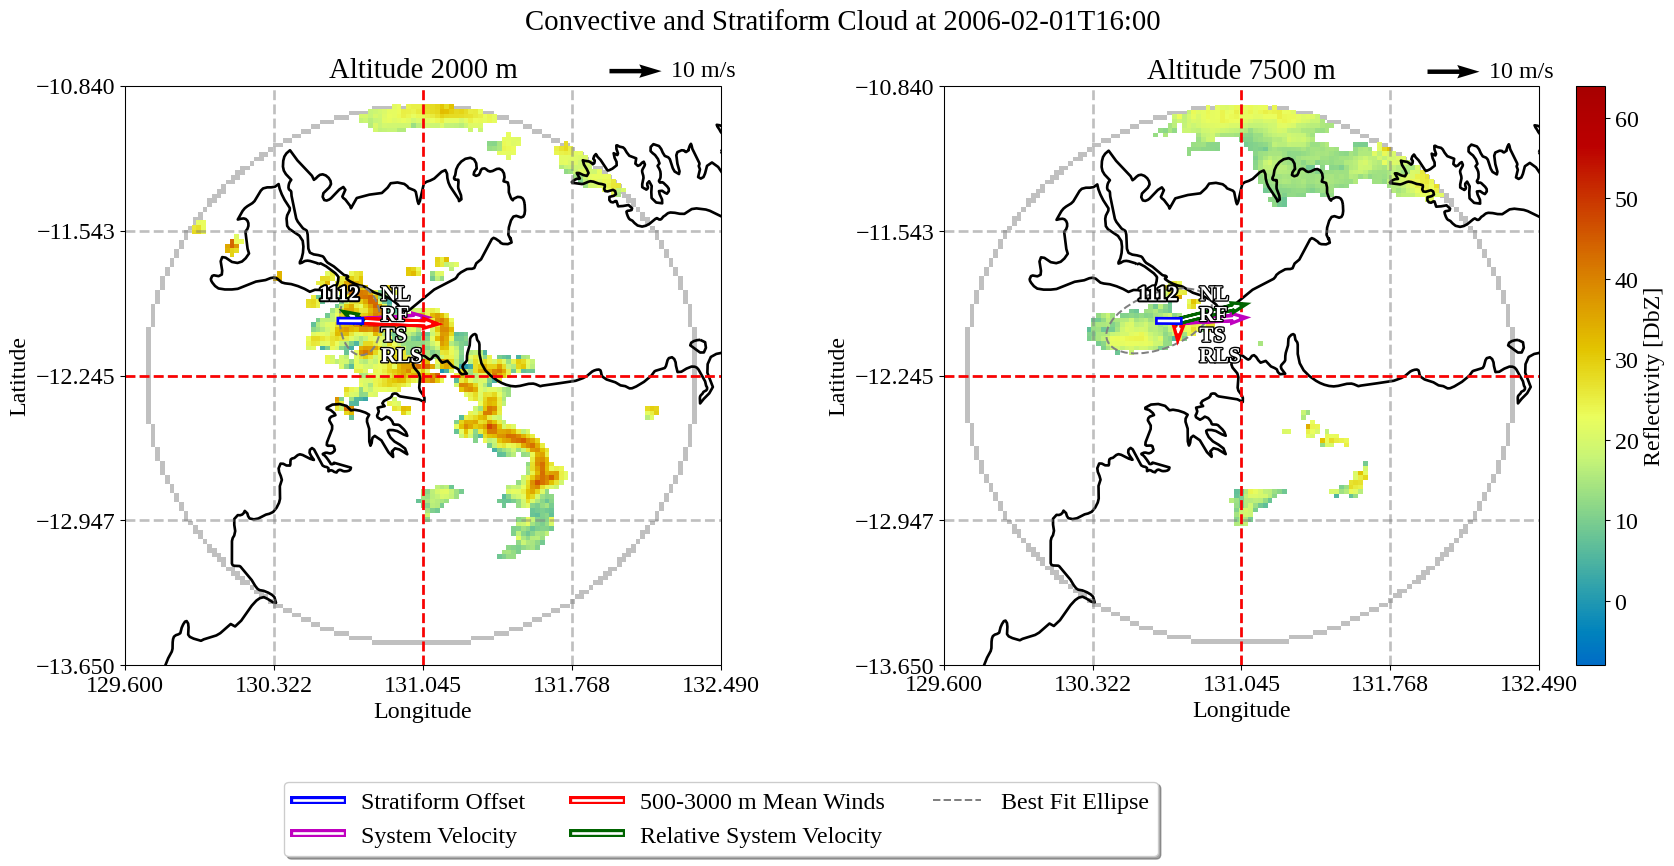 Convective and Stratiform Cloud at 2006-02-01T16:00
Altitude 2000 m
10 m/s
−10.840
−11.543
−12.245
−12.947
−13.650
129.600
130.322
131.045
131.768
132.490
Latitude
Longitude
1112
NL
RF
TS
RLS
Altitude 7500 m
10 m/s
−10.840
−11.543
−12.245
−12.947
−13.650
129.600
130.322
131.045
131.768
132.490
Latitude
Longitude
1112
NL
RF
TS
RLS
60
50
40
30
20
10
0
Reflectivity [DbZ]
Stratiform Offset
System Velocity
500-3000 m Mean Winds
Relative System Velocity
Best Fit Ellipse